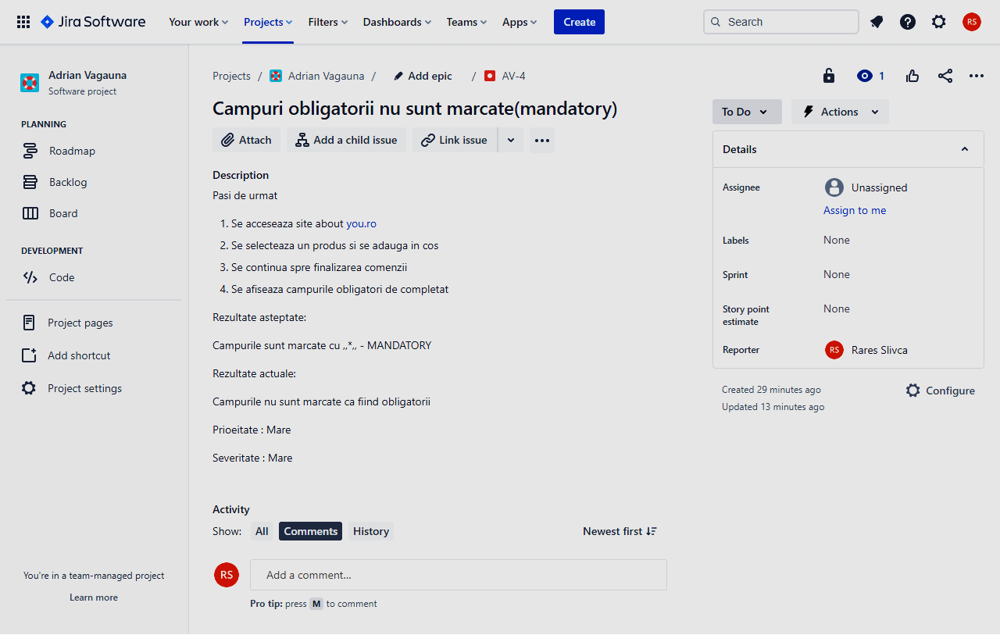 Jira Software Your work Projects Filters Dashboards Teams Apps Create Search RS
Adrian Vagauna
Software project
PLANNING
Roadmap
Backlog
Board
DEVELOPMENT
Code
Project pages
Add shortcut
Project settings
You're in a team-managed project
Learn more
Projects / Adrian Vagauna / Add epic / AV-4
1
Campuri obligatorii nu sunt marcate(mandatory)
Attach Add a child issue Link issue
Description
Pasi de urmat
1. Se acceseaza site about you.ro
2. Se selecteaza un produs si se adauga in cos
3. Se continua spre finalizarea comenzii
4. Se afiseaza campurile obligatori de completat
Rezultate asteptate:
Campurile sunt marcate cu ,,*,, - MANDATORY
Rezultate actuale:
Campurile nu sunt marcate ca fiind obligatorii
Prioeitate : Mare
Severitate : Mare
Activity
Show: All Comments History Newest first
RS Add a comment...
Pro tip: press M to comment
To Do Actions
Details
Assignee Unassigned
Assign to me
Labels None
Sprint None
Story point estimate None
Reporter RS Rares Slivca
Created 29 minutes ago
Updated 13 minutes ago
Configure